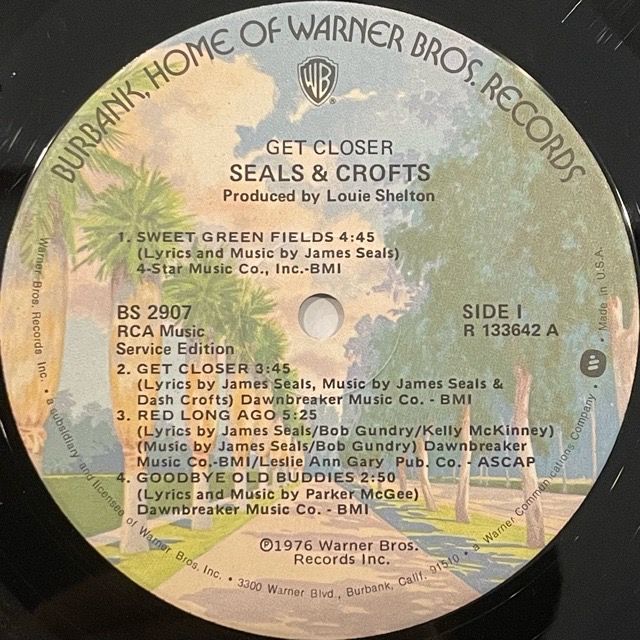 BURBANK, HOME OF WARNER BROS. RECORDS
WB
®
GET CLOSER
SEALS & CROFTS
Produced by Louie Shelton
1. SWEET GREEN FIELDS 4:45
(Lyrics and Music by James Seals)
4-Star Music Co., Inc.-BMI
BS 2907
RCA Music
Service Edition
SIDE I
R 133642 A
2. GET CLOSER 3:45
(Lyrics by James Seals, Music by James Seals &
Dash Crofts) Dawnbreaker Music Co. - BMI
3. RED LONG AGO 5:25
(Lyrics by James Seals/Bob Gundry/Kelly McKinney)
(Music by James Seals/Bob Gundry) Dawnbreaker
Music Co.-BMI/Leslie Ann Gary Pub. Co. - ASCAP
4. GOODBYE OLD BUDDIES 2:50
(Lyrics and Music by Parker McGee)
Dawnbreaker Music Co. - BMI
℗1976 Warner Bros.
Records Inc.
Warner Bros. Records Inc. • a subsidiary and licensee of Warner Bros. Inc. • 3300 Warner Blvd., Burbank, Calif. 91510 • a Warner Communications Company • Made in U.S.A.